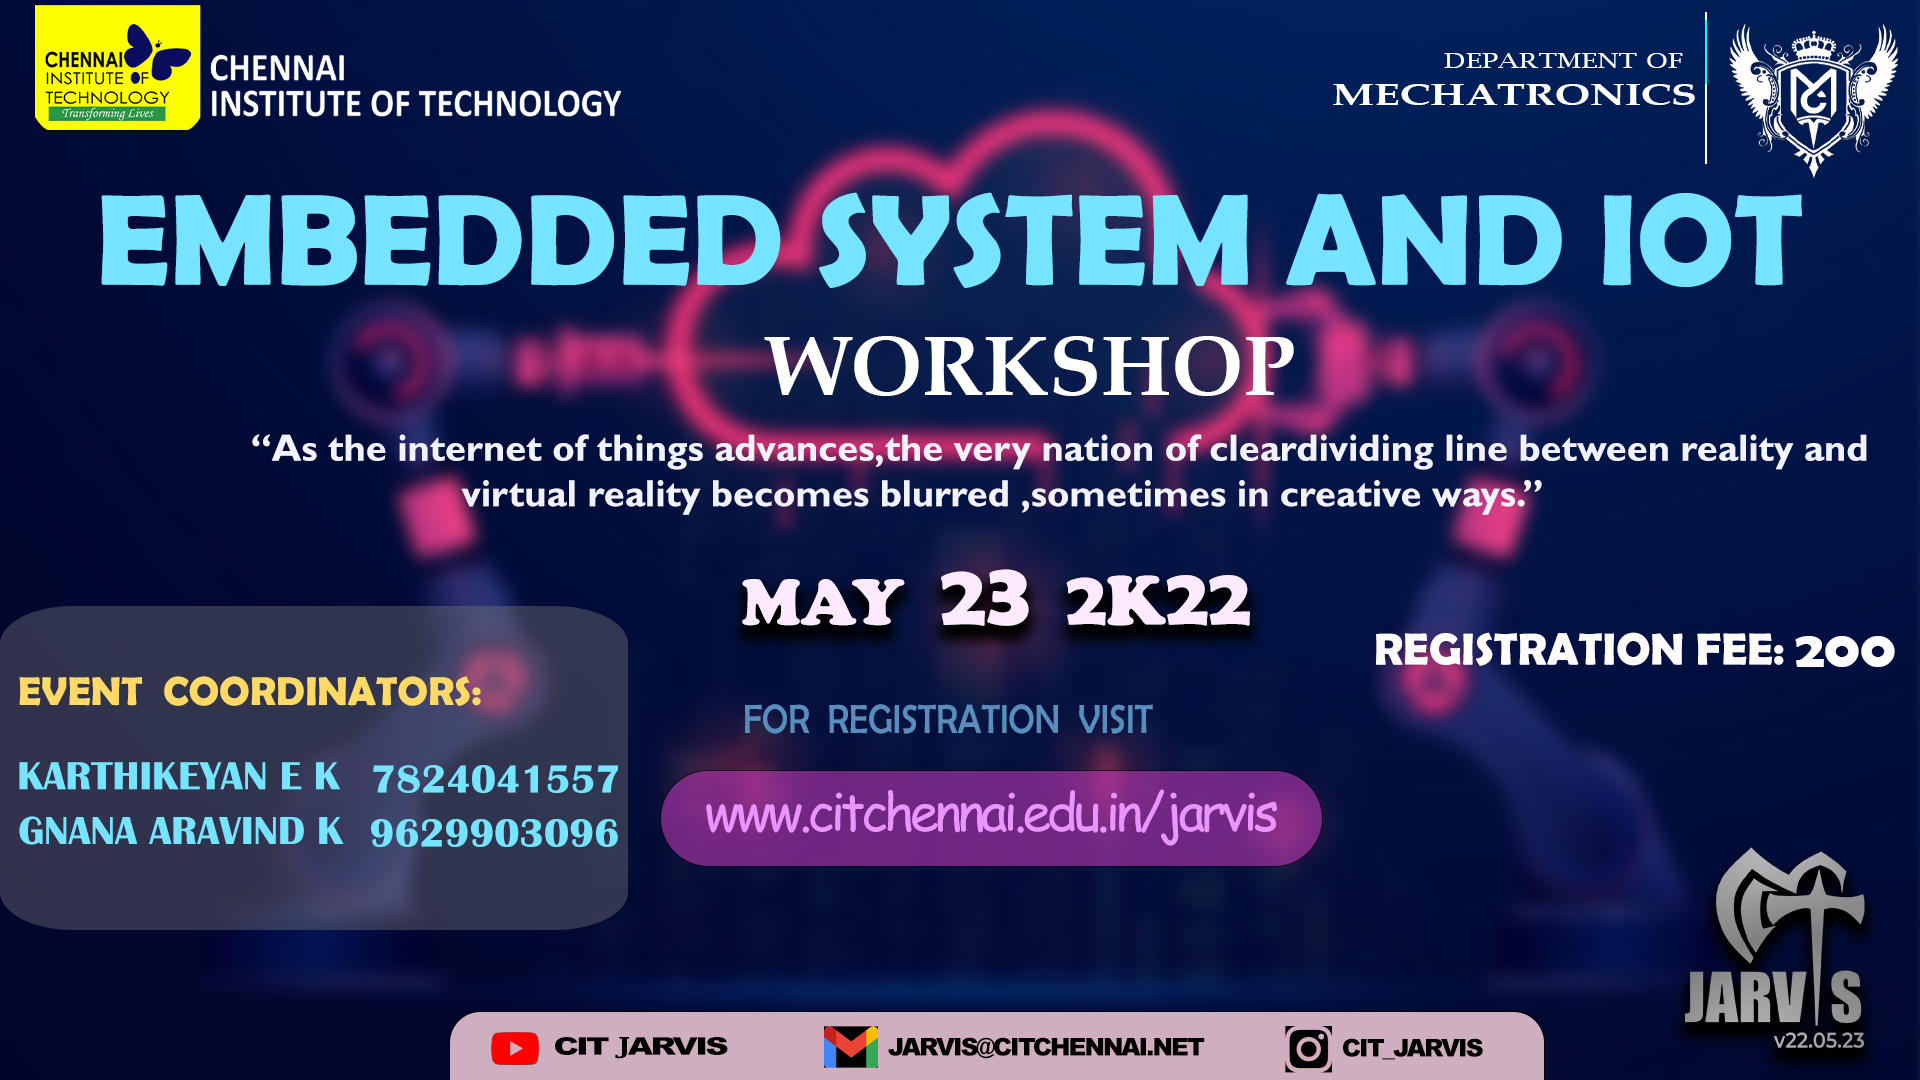 CHENNAI
INSTITUTE OF
TECHNOLOGY
Transforming Lives
CHENNAI
INSTITUTE OF TECHNOLOGY
DEPARTMENT OF
MECHATRONICS
EMBEDDED SYSTEM AND IOT
WORKSHOP
“As the internet of things advances,the very nation of cleardividing line between reality and
virtual reality becomes blurred ,sometimes in creative ways.”
MAY 23 2K22
REGISTRATION FEE: 200
EVENT COORDINATORS:
KARTHIKEYAN E K 7824041557
GNANA ARAVIND K 9629903096
FOR REGISTRATION VISIT
www.citchennai.edu.in/jarvis
JARVIS
v22.05.23
CIT JARVIS
JARVIS@CITCHENNAI.NET
CIT_JARVIS